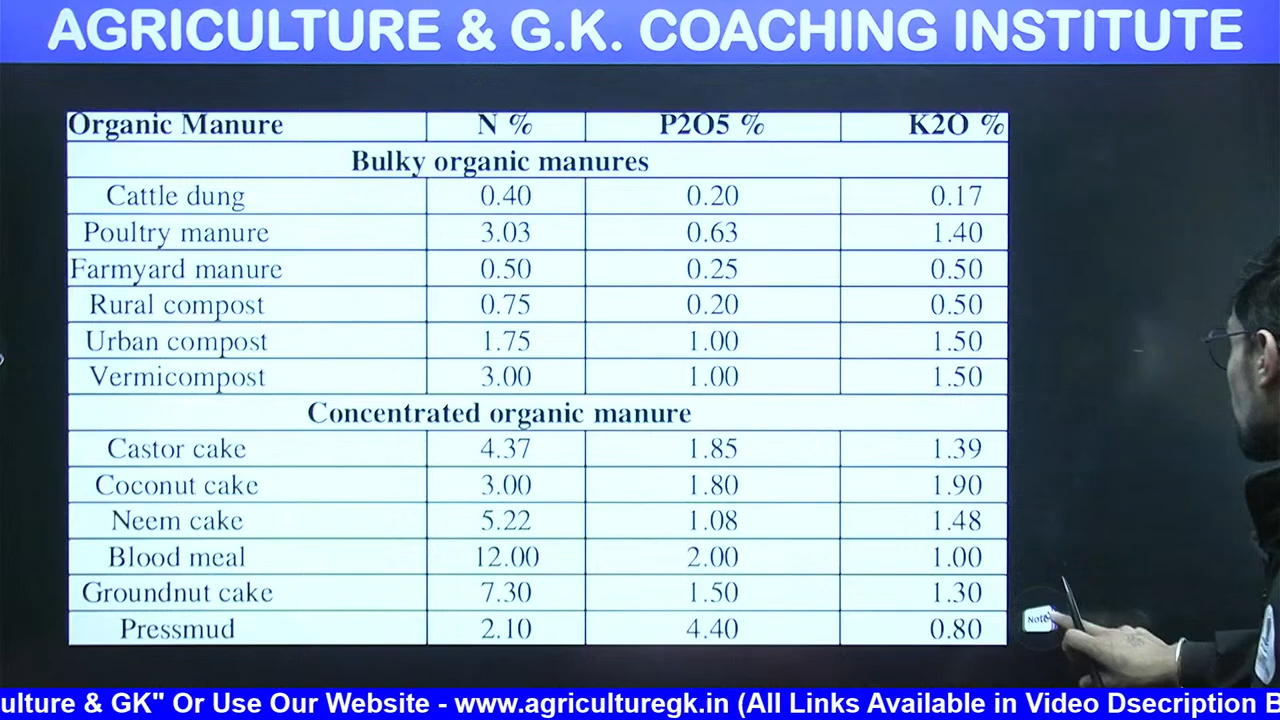 AGRICULTURE & G.K. COACHING INSTITUTE
Organic Manure N % P2O5 % K2O %
Bulky organic manures
Cattle dung 0.40 0.20 0.17
Poultry manure 3.03 0.63 1.40
Farmyard manure 0.50 0.25 0.50
Rural compost 0.75 0.20 0.50
Urban compost 1.75 1.00 1.50
Vermicompost 3.00 1.00 1.50
Concentrated organic manure
Castor cake 4.37 1.85 1.39
Coconut cake 3.00 1.80 1.90
Neem cake 5.22 1.08 1.48
Blood meal 12.00 2.00 1.00
Groundnut cake 7.30 1.50 1.30
Pressmud 2.10 4.40 0.80
Note
ulture & GK" Or Use Our Website - www.agriculturegk.in (All Links Available in Video Dscription B